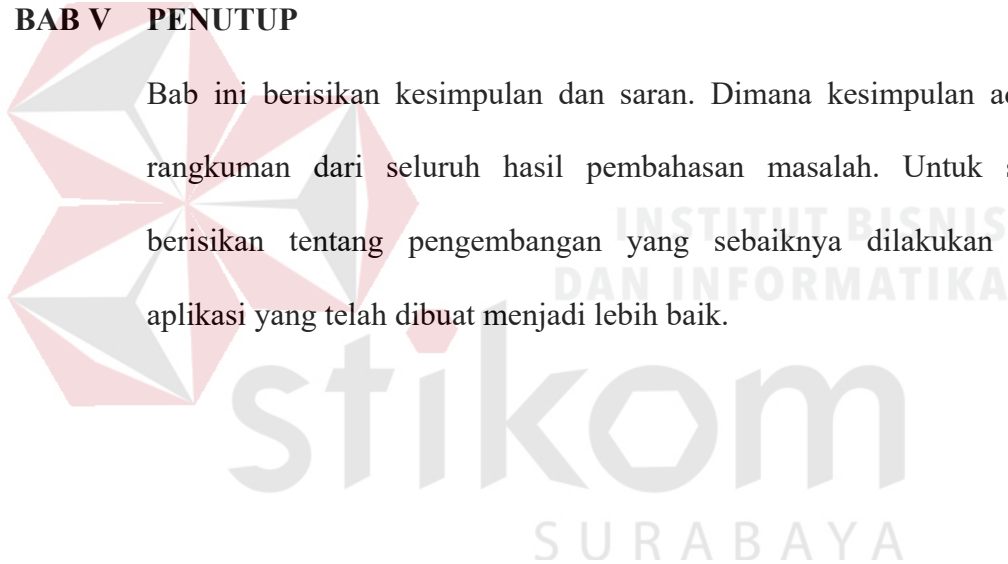 BAB V PENUTUP
Bab ini berisikan kesimpulan dan saran. Dimana kesimpulan
rangkuman dari seluruh hasil pembahasan masalah. Untuk
INSTITUT BISNIS
berisikan tentang pengembangan yang sebaiknya dilakukan
DAN INFORMATIKA
aplikasi yang telah dibuat menjadi lebih baik.
stikom
SURABAYA